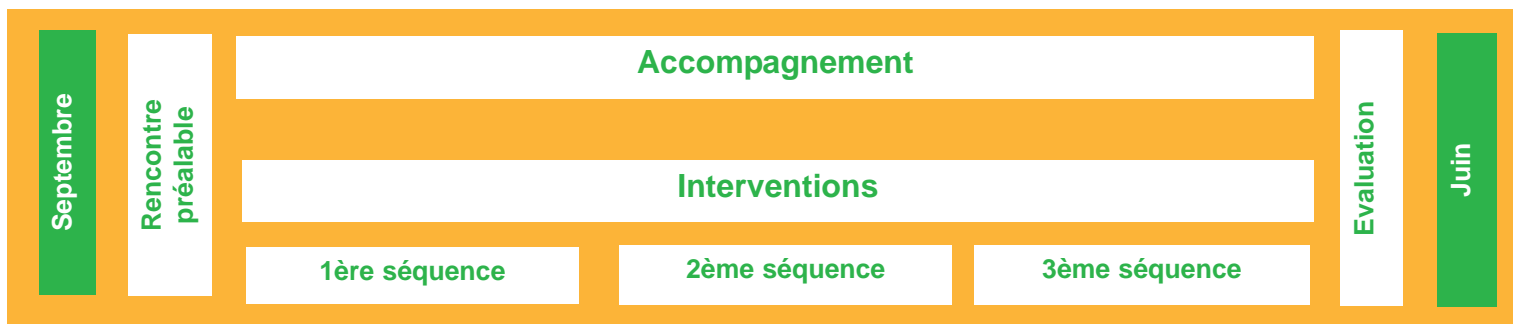 Septembre
Rencontre
préalable
Accompagnement
Interventions
1ère séquence
2ème séquence
3ème séquence
Evaluation
Juin